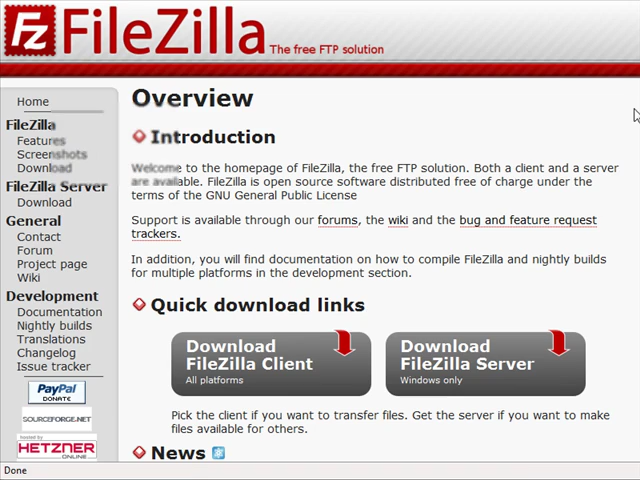 Fz FileZilla The free FTP solution
Overview
Home
FileZilla
Features
Screenshots
Download
FileZilla Server
Download
General
Contact
Forum
Project page
Wiki
Development
Documentation
Nightly builds
Translations
Changelog
Issue tracker
PayPal
DONATE
SOURCEFORGE.NET
hosted by
HETZNER
ONLINE
Introduction
Welcome to the homepage of FileZilla, the free FTP solution. Both a client and a server
are available. FileZilla is open source software distributed free of charge under the
terms of the GNU General Public License
Support is available through our forums, the wiki and the bug and feature request
trackers.
In addition, you will find documentation on how to compile FileZilla and nightly builds
for multiple platforms in the development section.
Quick download links
Download
FileZilla Client
All platforms
Download
FileZilla Server
Windows only
Pick the client if you want to transfer files. Get the server if you want to make
files available for others.
News
Done